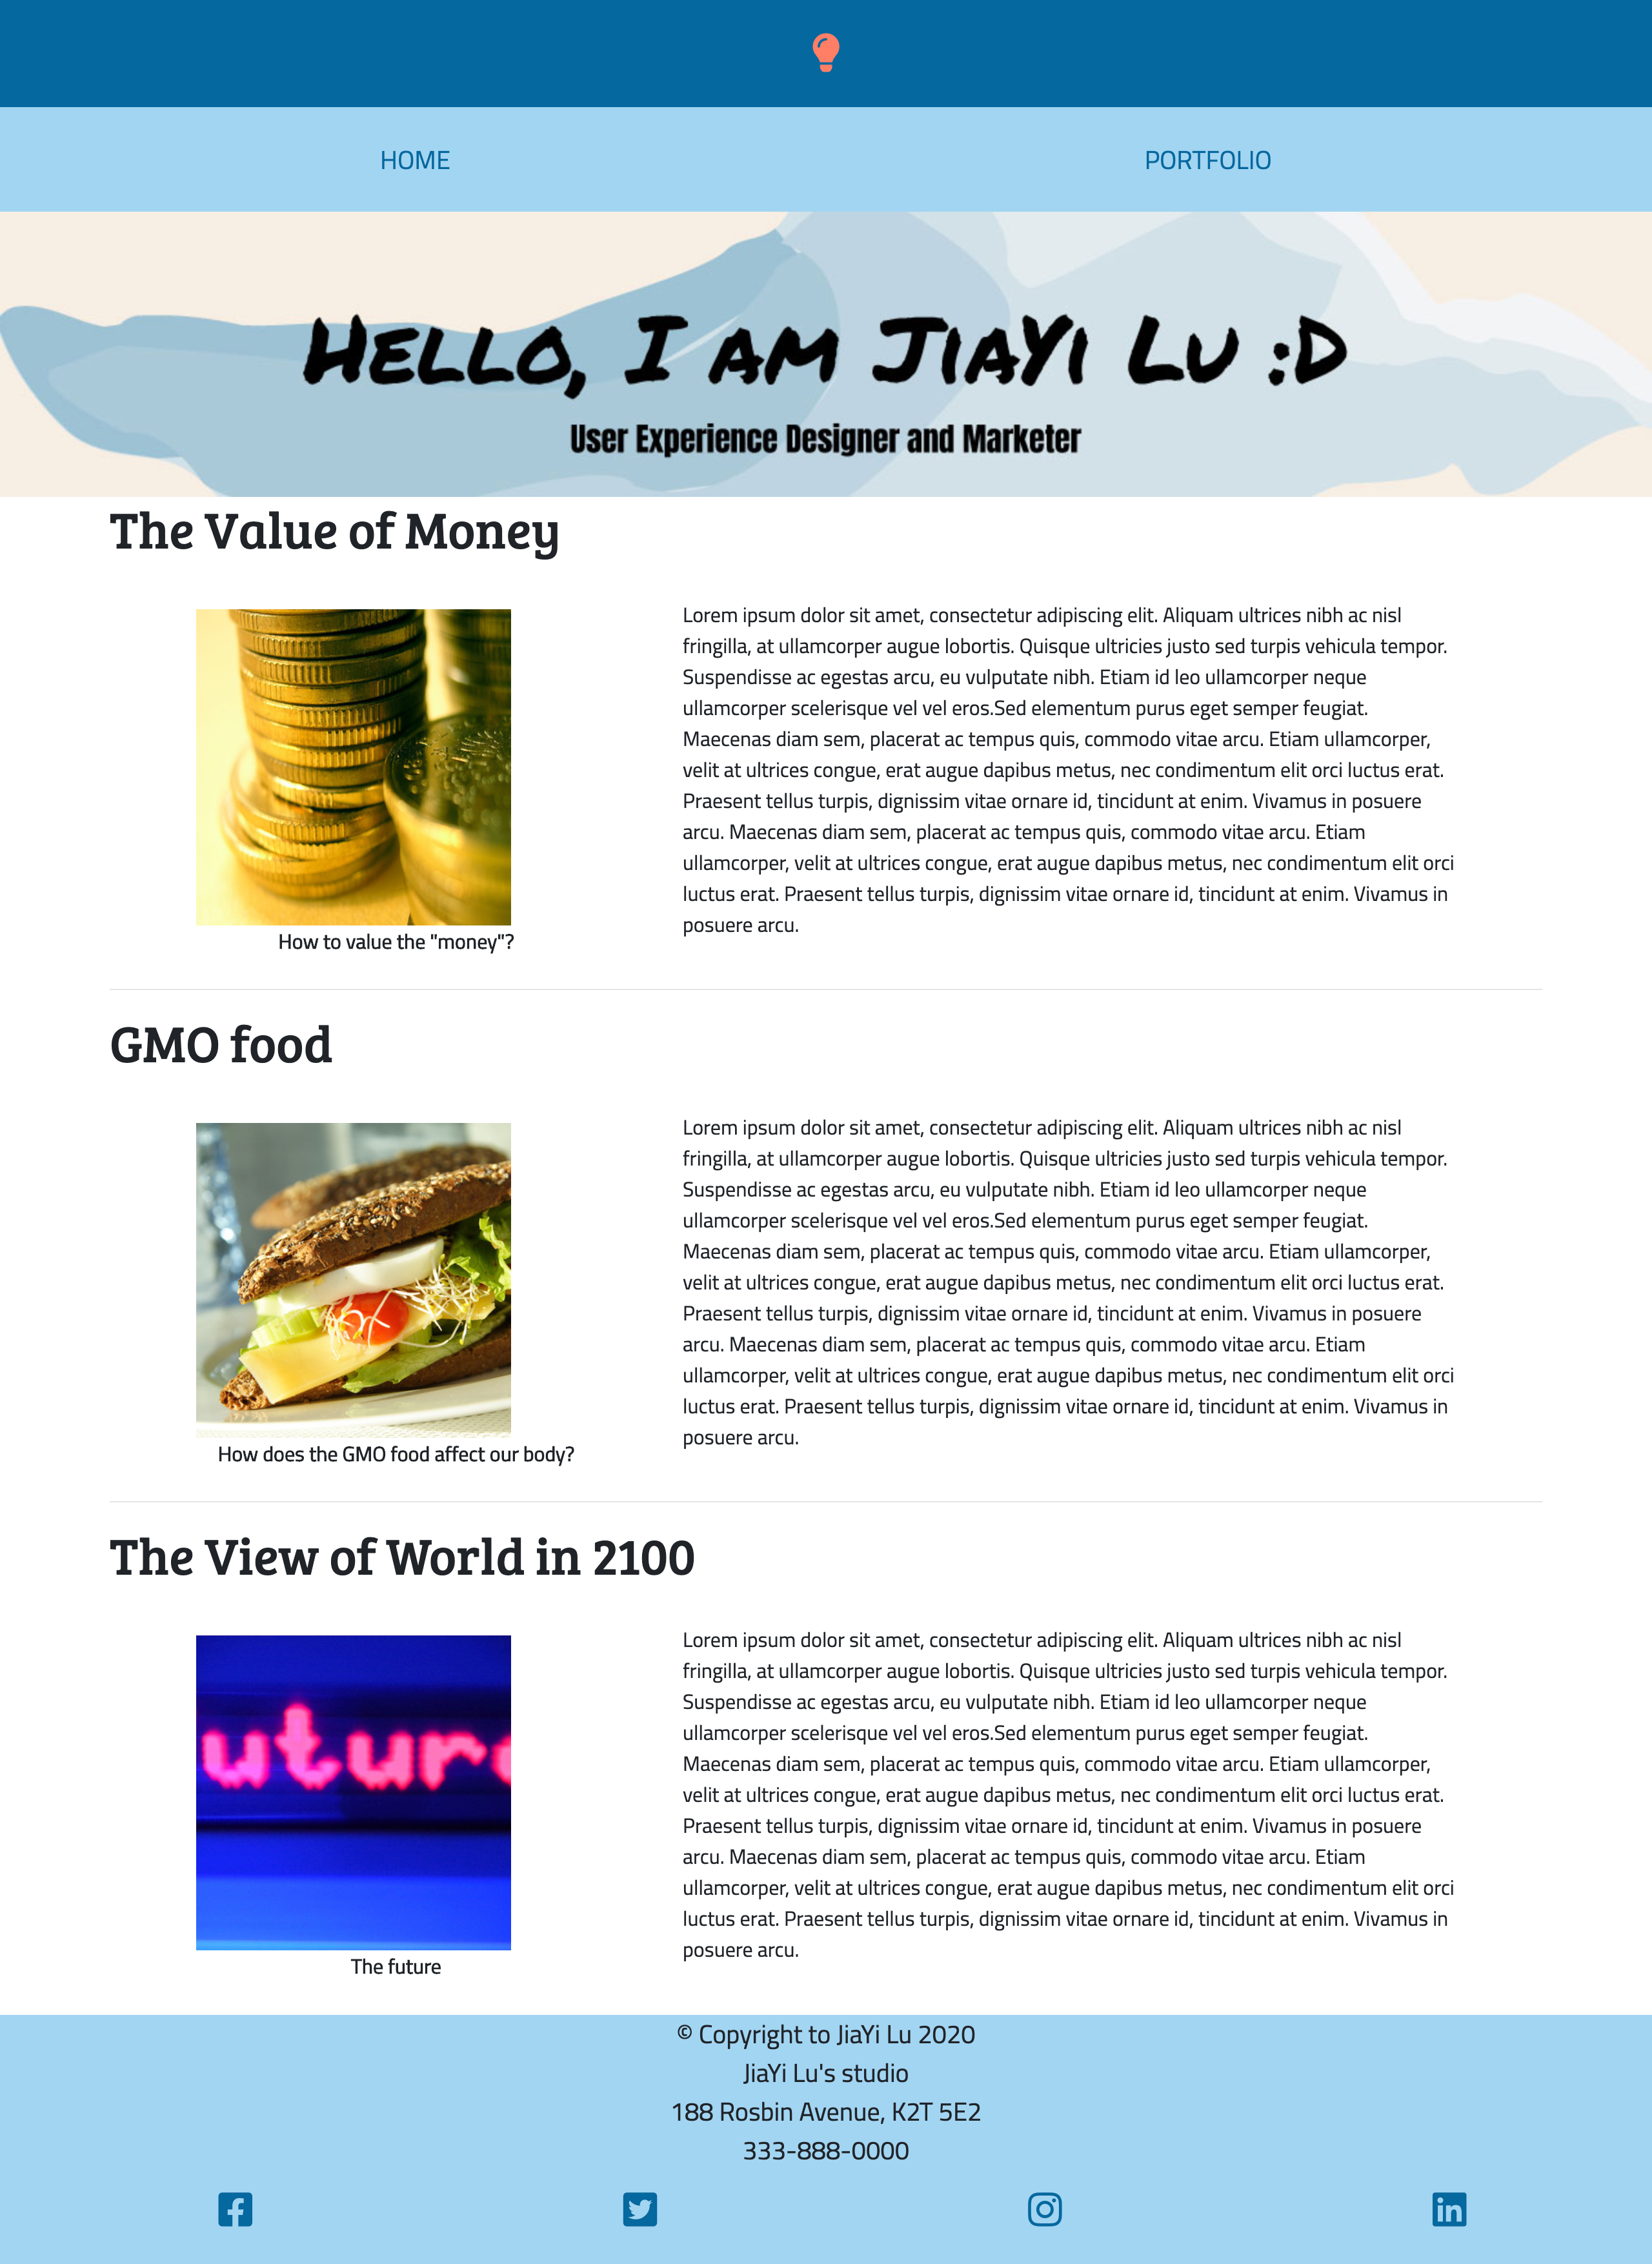 HOME
PORTFOLIO
Hello, I am JiaYi Lu :D
User Experience Designer and Marketer
The Value of Money
Lorem ipsum dolor sit amet, consectetur adipiscing elit. Aliquam ultrices nibh ac nisl
fringilla, at ullamcorper augue lobortis. Quisque ultricies justo sed turpis vehicula tempor.
Suspendisse ac egestas arcu, eu vulputate nibh. Etiam id leo ullamcorper neque
ullamcorper scelerisque vel vel eros.Sed elementum purus eget semper feugiat.
Maecenas diam sem, placerat ac tempus quis, commodo vitae arcu. Etiam ullamcorper,
velit at ultrices congue, erat augue dapibus metus, nec condimentum elit orci luctus erat.
Praesent tellus turpis, dignissim vitae ornare id, tincidunt at enim. Vivamus in posuere
arcu. Maecenas diam sem, placerat ac tempus quis, commodo vitae arcu. Etiam
ullamcorper, velit at ultrices congue, erat augue dapibus metus, nec condimentum elit orci
luctus erat. Praesent tellus turpis, dignissim vitae ornare id, tincidunt at enim. Vivamus in
posuere arcu.
How to value the "money"?
GMO food
Lorem ipsum dolor sit amet, consectetur adipiscing elit. Aliquam ultrices nibh ac nisl
fringilla, at ullamcorper augue lobortis. Quisque ultricies justo sed turpis vehicula tempor.
Suspendisse ac egestas arcu, eu vulputate nibh. Etiam id leo ullamcorper neque
ullamcorper scelerisque vel vel eros.Sed elementum purus eget semper feugiat.
Maecenas diam sem, placerat ac tempus quis, commodo vitae arcu. Etiam ullamcorper,
velit at ultrices congue, erat augue dapibus metus, nec condimentum elit orci luctus erat.
Praesent tellus turpis, dignissim vitae ornare id, tincidunt at enim. Vivamus in posuere
arcu. Maecenas diam sem, placerat ac tempus quis, commodo vitae arcu. Etiam
ullamcorper, velit at ultrices congue, erat augue dapibus metus, nec condimentum elit orci
luctus erat. Praesent tellus turpis, dignissim vitae ornare id, tincidunt at enim. Vivamus in
posuere arcu.
How does the GMO food affect our body?
The View of World in 2100
utur
Lorem ipsum dolor sit amet, consectetur adipiscing elit. Aliquam ultrices nibh ac nisl
fringilla, at ullamcorper augue lobortis. Quisque ultricies justo sed turpis vehicula tempor.
Suspendisse ac egestas arcu, eu vulputate nibh. Etiam id leo ullamcorper neque
ullamcorper scelerisque vel vel eros.Sed elementum purus eget semper feugiat.
Maecenas diam sem, placerat ac tempus quis, commodo vitae arcu. Etiam ullamcorper,
velit at ultrices congue, erat augue dapibus metus, nec condimentum elit orci luctus erat.
Praesent tellus turpis, dignissim vitae ornare id, tincidunt at enim. Vivamus in posuere
arcu. Maecenas diam sem, placerat ac tempus quis, commodo vitae arcu. Etiam
ullamcorper, velit at ultrices congue, erat augue dapibus metus, nec condimentum elit orci
luctus erat. Praesent tellus turpis, dignissim vitae ornare id, tincidunt at enim. Vivamus in
posuere arcu.
The future
© Copyright to JiaYi Lu 2020
JiaYi Lu's studio
188 Rosbin Avenue, K2T 5E2
333-888-0000